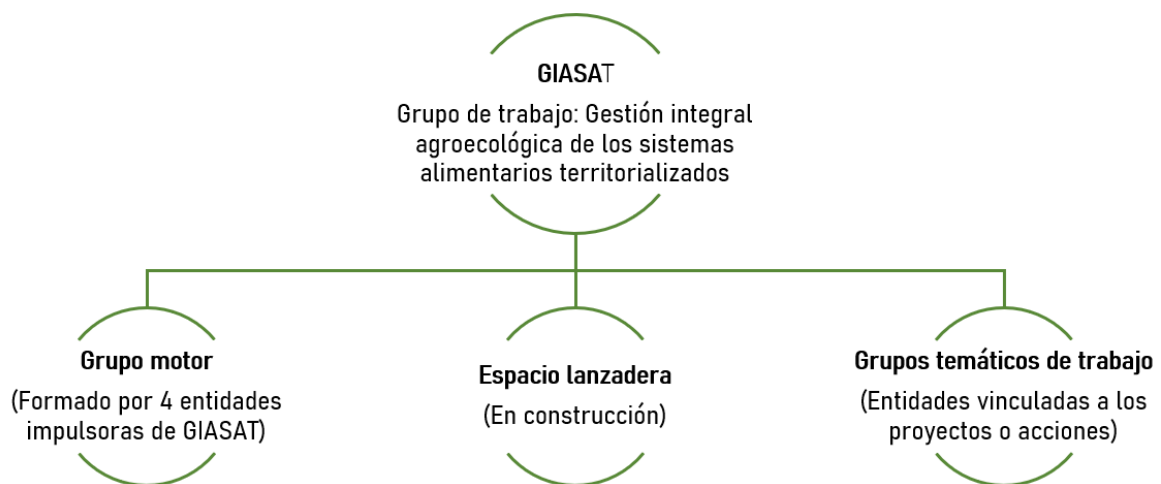 GIASAT
Grupo de trabajo: Gestión integral
agroecológica de los sistemas
alimentarios territorializados
Grupo motor
(Formado por 4 entidades
impulsoras de GIASAT)
Espacio lanzadera
(En construcción)
Grupos temáticos de trabajo
(Entidades vinculadas a los
proyectos o acciones)